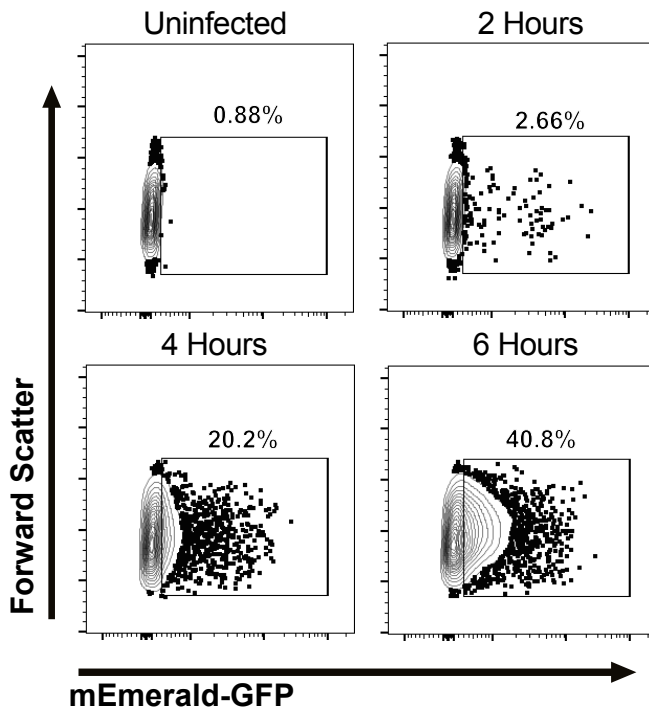 Uninfected
2 Hours
0.88%
2.66%
4 Hours
6 Hours
20.2%
40.8%
Forward Scatter
mEmerald-GFP